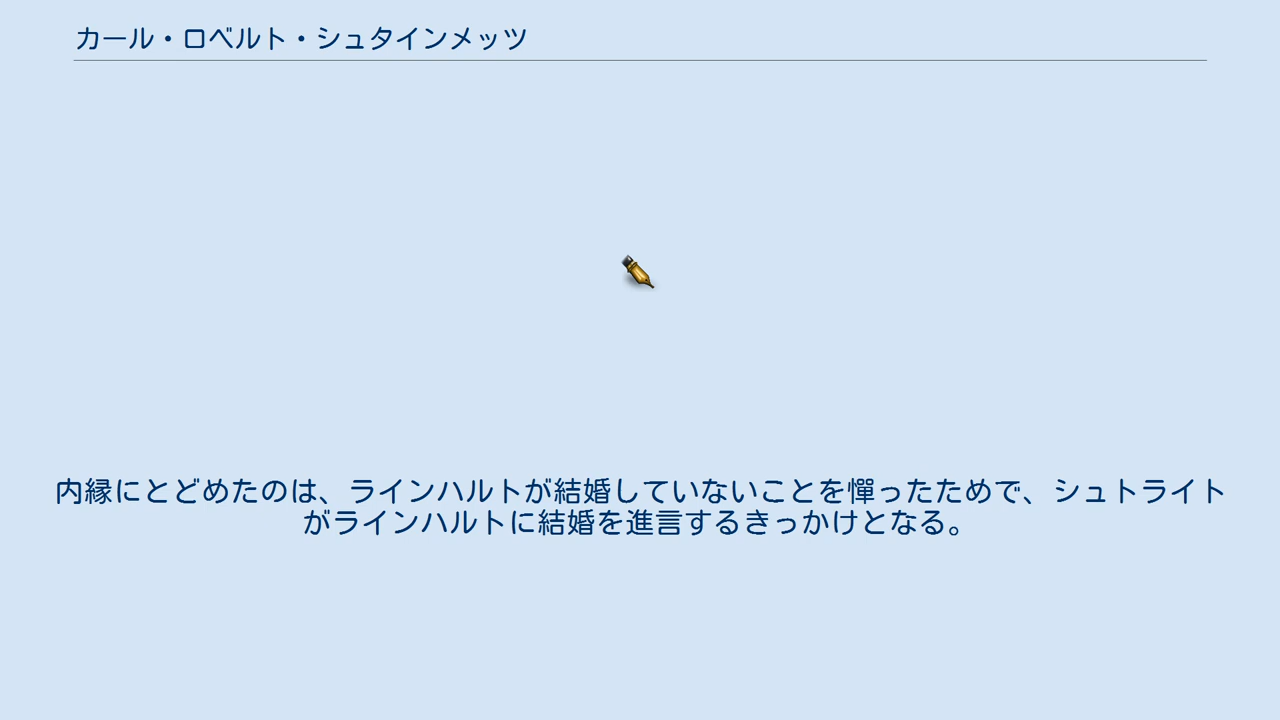 カール・ロベルト・シュタインメッツ
内縁にとどめたのは、ラインハルトが結婚していないことを憚ったためで、シュトライト
がラインハルトに結婚を進言するきっかけとなる。